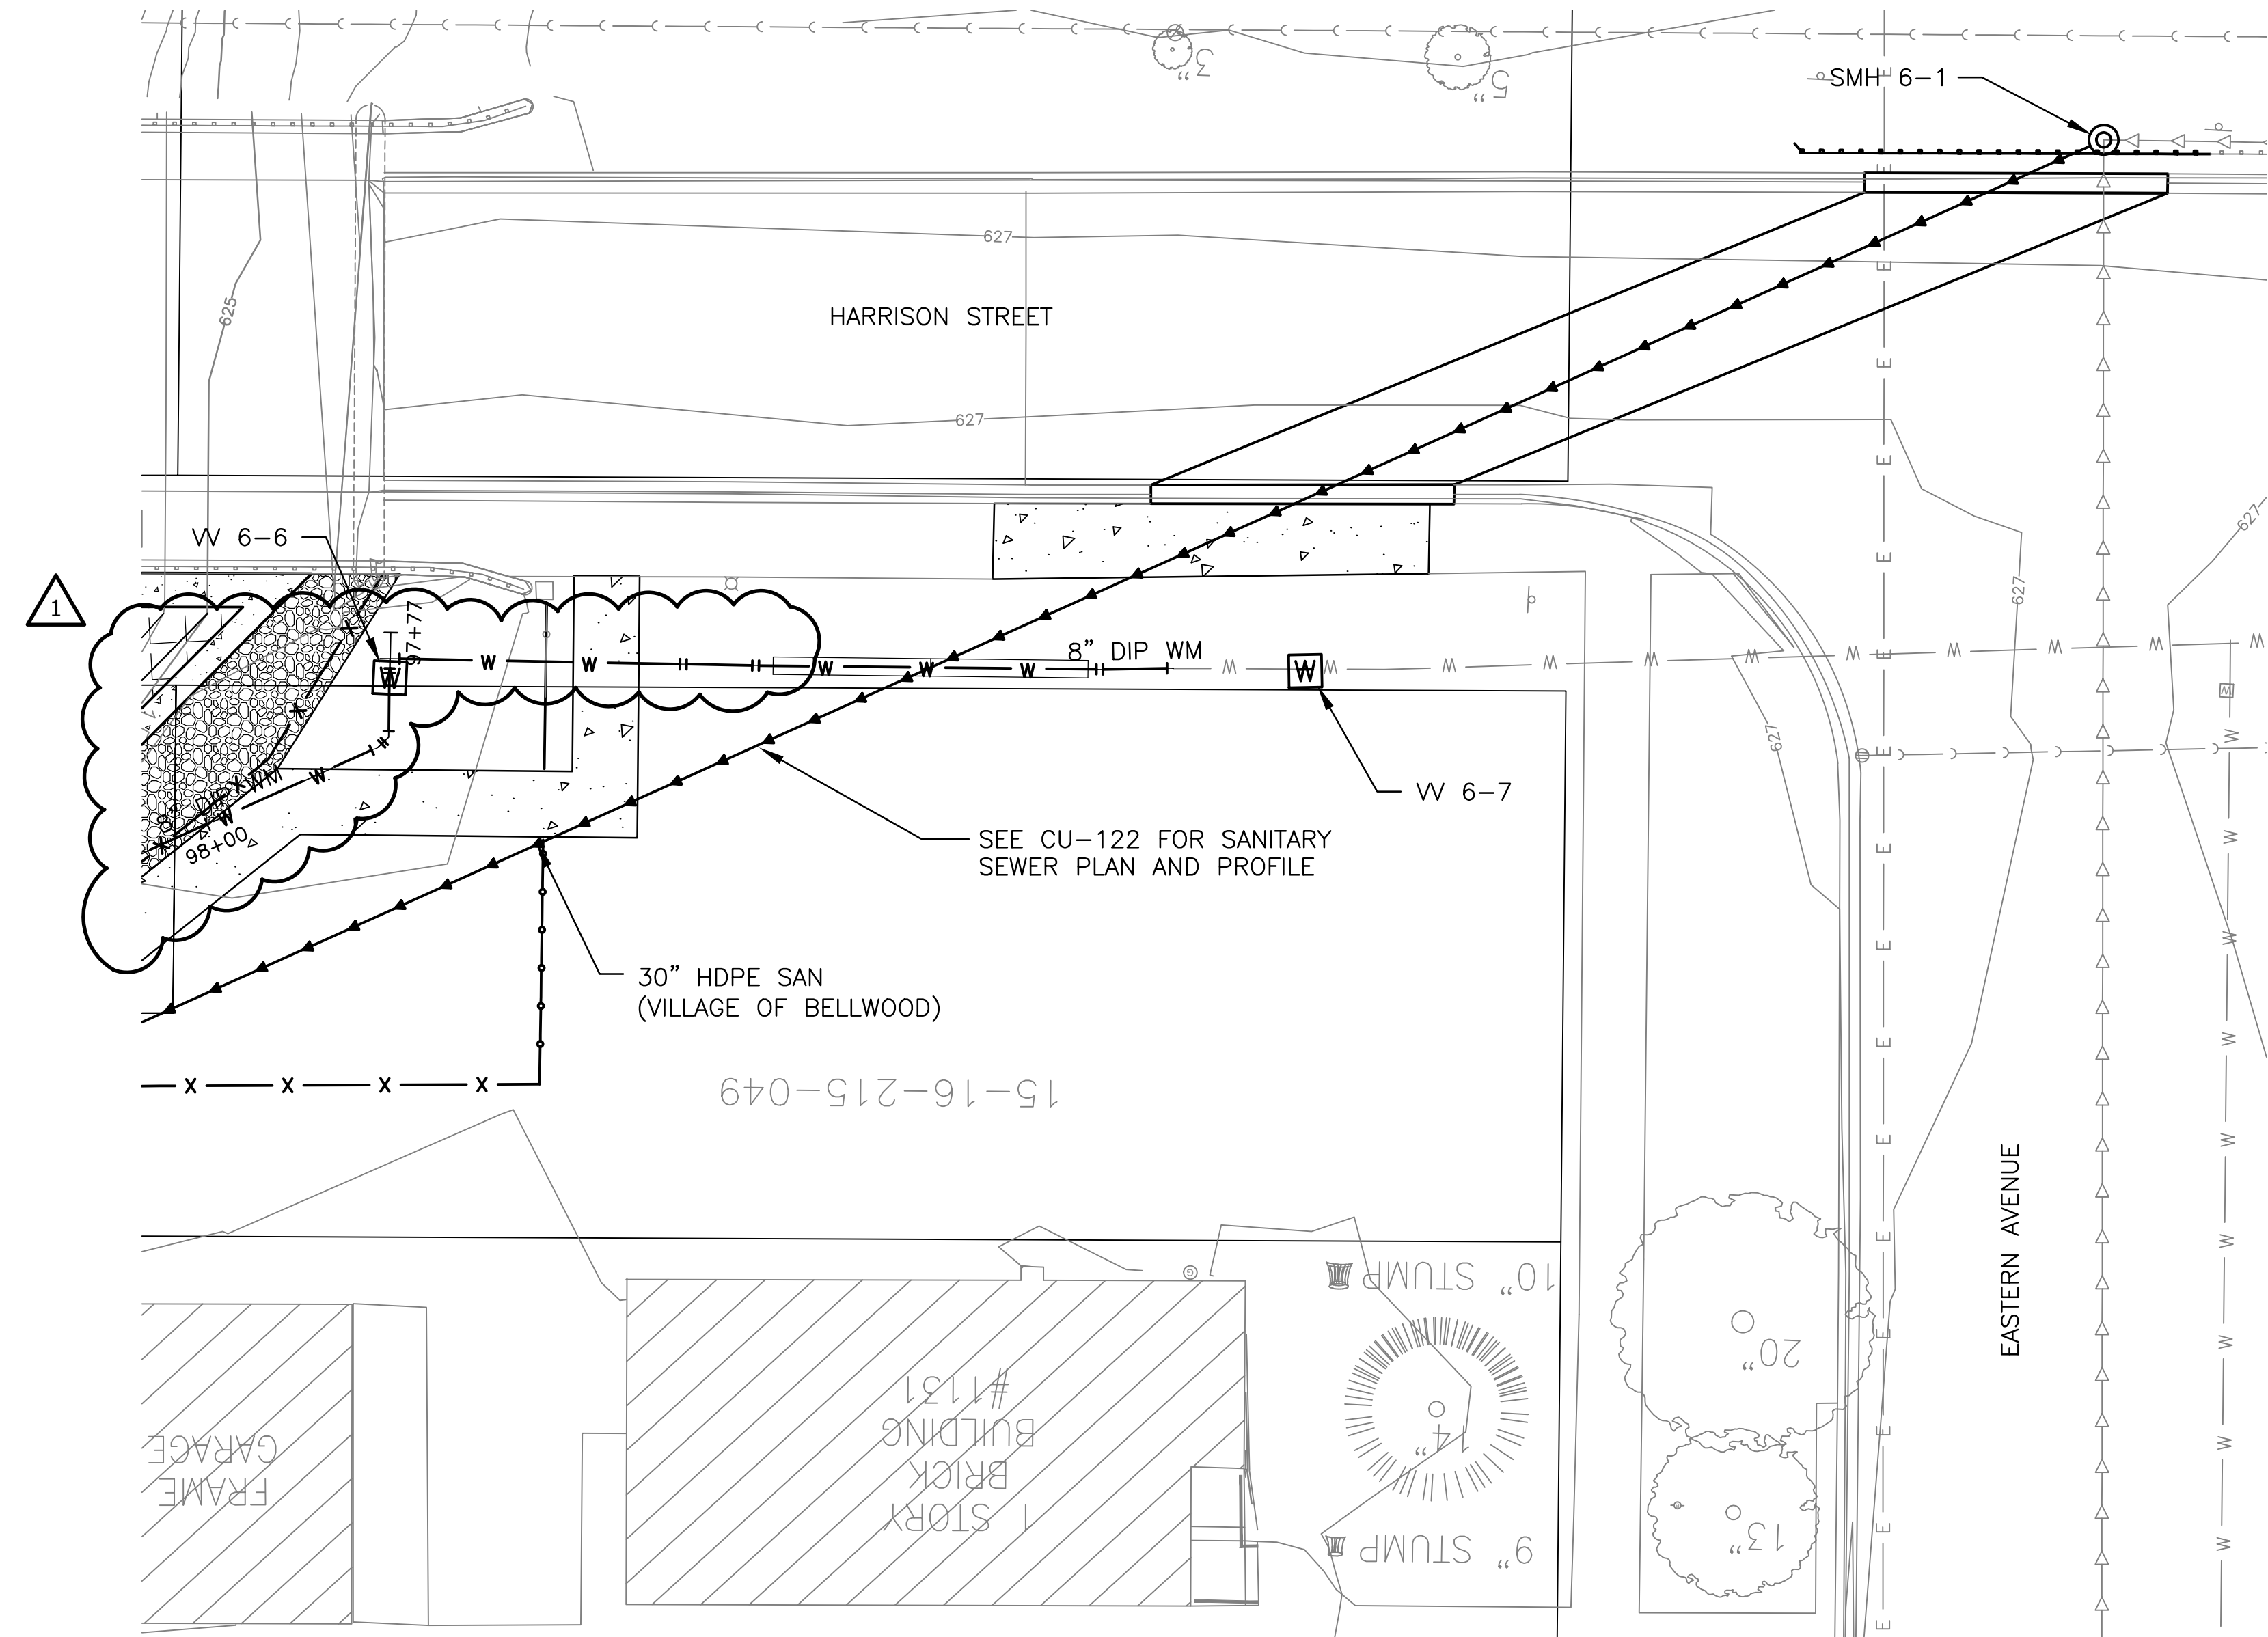 3"
5"
SMH 6-1
627
625
HARRISON STREET
627
VV 6-6
627
627
1
97+77
8" DIP WM
W W W W W
627
VV 6-7
8" DIP WM
98+00
SEE CU-122 FOR SANITARY
SEWER PLAN AND PROFILE
30" HDPE SAN
(VILLAGE OF BELLWOOD)
X X X X
15-16-215-049
EASTERN AVENUE
10" STUMP
20"
#1131
BUILDING
BRICK
1 STORY
14"
GARAGE
FRAME
9" STUMP
13"